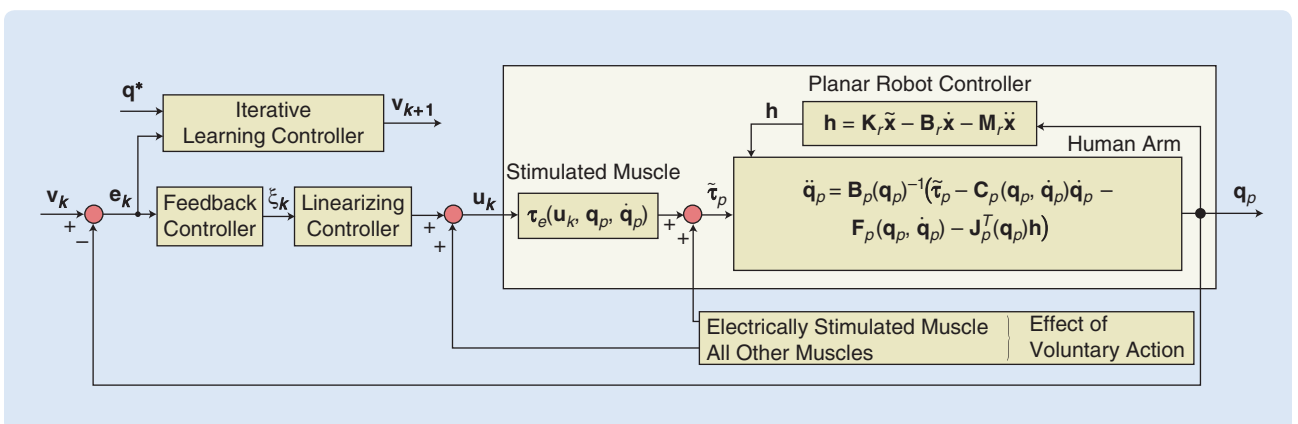 Planar Robot Controller
q*
Iterative
Learning Controller
v_{k+1}
h
h = K_r x̃ − B_r ẋ − M_r ẍ
Human Arm
Stimulated Muscle
v_k
+
−
e_k
Feedback
Controller
ξ_k
Linearizing
Controller
+
+
u_k
τ_e(u_k, q_p, q̇_p)
+
+
τ̃_p
q̈_p = B_p(q_p)^{−1}(τ̃_p − C_p(q_p, q̇_p)q̇_p −
F_p(q_p, q̇_p) − J_p^T(q_p)h)
q_p
Electrically Stimulated Muscle
All Other Muscles
Effect of
Voluntary Action